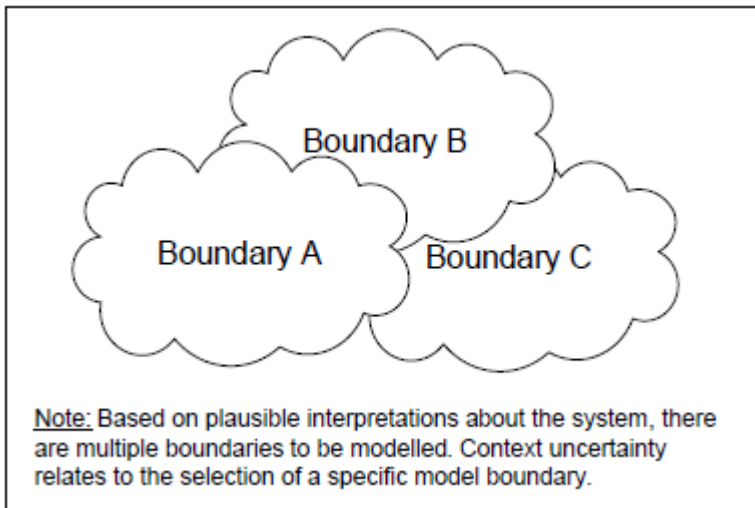 Boundary B
Boundary A
Boundary C
Note: Based on plausible interpretations about the system, there
are multiple boundaries to be modelled. Context uncertainty
relates to the selection of a specific model boundary.